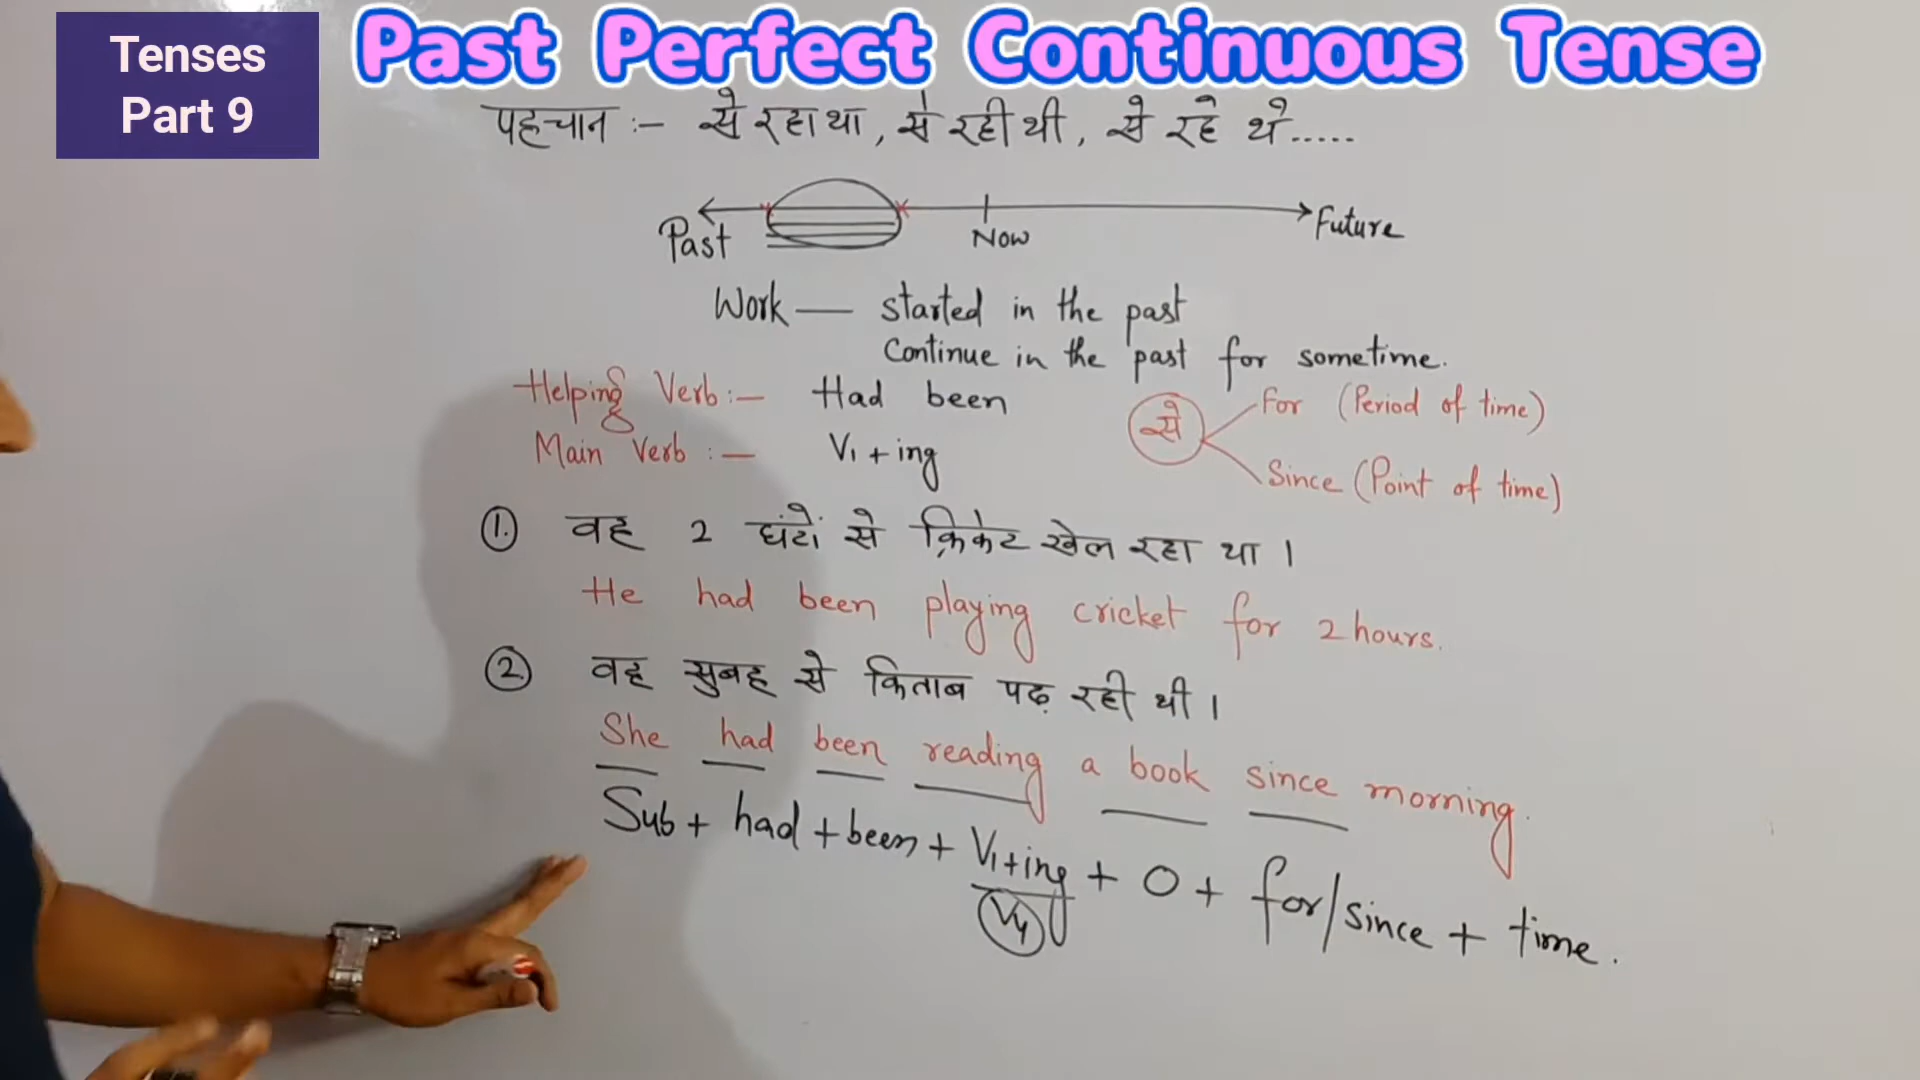 Tenses
Part 9
Past Perfect Continuous Tense
पहचान :- से रहा था, से रही थी, से रहे थे.....
Past
Now
Future
Work — started in the past
Continue in the past for sometime.
Helping Verb :- Had been
Main Verb :- V1 + ing
से
For (Period of time)
Since (Point of time)
1. वह 2 घंटों से क्रिकेट खेल रहा था।
He had been playing cricket for 2 hours.
2. वह सुबह से किताब पढ़ रही थी।
She had been reading a book since morning.
Sub + had + been + V1+ing + O + for/since + time.
V4